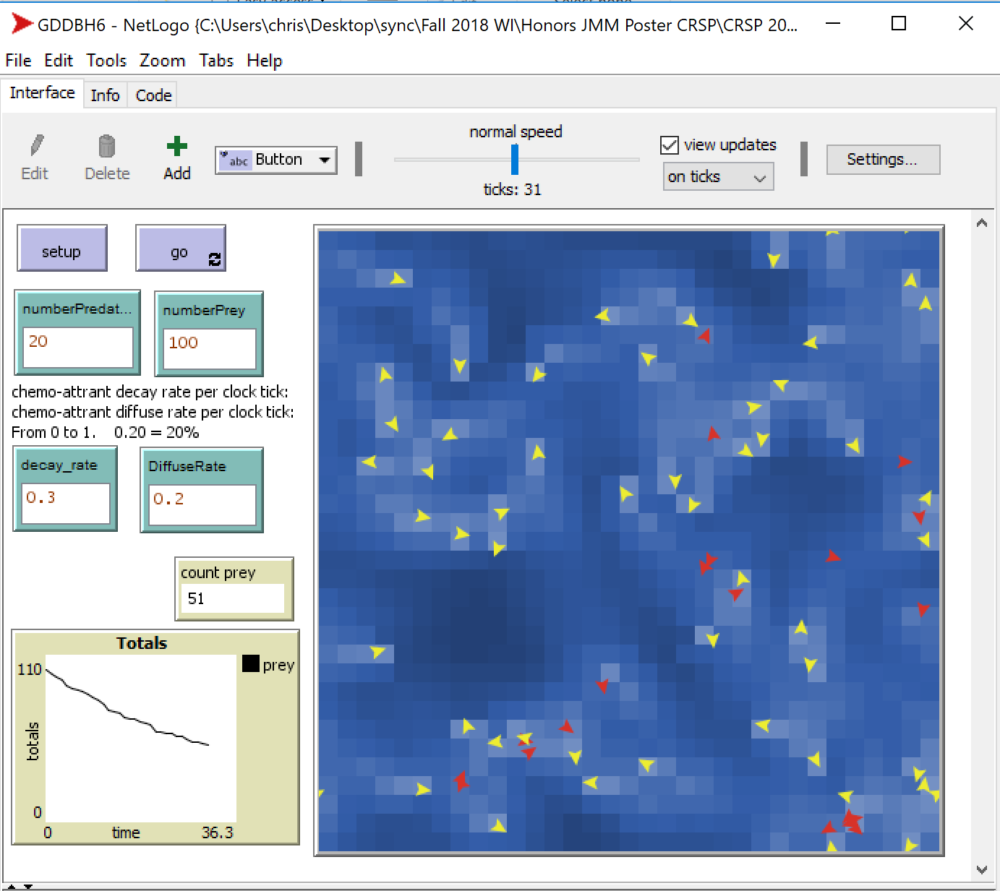 GDDBH6 - NetLogo {C:\Users\chris\Desktop\sync\Fall 2018 WI\Honors JMM Poster CRSP\CRSP 20...
File Edit Tools Zoom Tabs Help
Interface Info Code
normal speed
view updates
Edit Delete Add
abc Button
Settings...
on ticks
ticks: 31
setup
go
numberPredat...
20
numberPrey
100
chemo-attrant decay rate per clock tick:
chemo-attrant diffuse rate per clock tick:
From 0 to 1. 0.20 = 20%
decay_rate
0.3
DiffuseRate
0.2
count prey
51
Totals
110
prey
totals
0
0 time 36.3